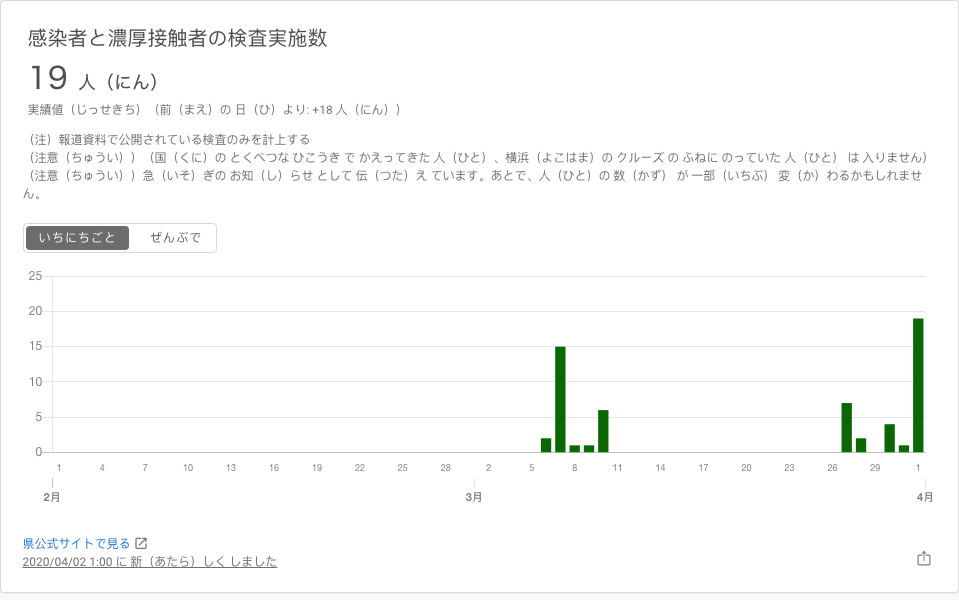 感染者と濃厚接触者の検査実施数
19 人（にん）
実績値（じっせきち）（前（まえ）の 日（ひ）より: +18 人（にん））
（注）報道資料で公開されている検査のみを計上する
（注意（ちゅうい））（国（くに）の とくべつな ひこうき で かえってきた 人（ひと）、横浜（よこはま）の クルーズ の ふねに のっていた 人（ひと） は 入りません）
（注意（ちゅうい））急（いそ）ぎの お知（し）らせ として 伝（つた）え ています。あとで、人（ひと）の 数（かず） が 一部（いちぶ） 変（か）わるかもしれませ
ん。
いちにちごと ぜんぶで
25
20
15
10
5
0
1 4 7 10 13 16 19 22 25 28 2 5 8 11 14 17 20 23 26 29 1
2月 3月 4月
県公式サイトで見る
2020/04/02 1:00 に 新（あたら）しく しました